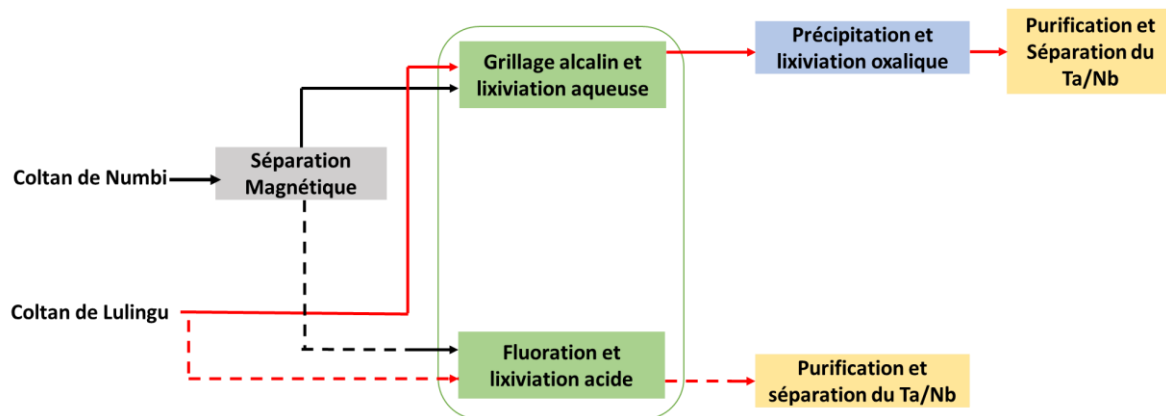 Grillage alcalin et
lixiviation aqueuse
Précipitation et
lixiviation oxalique
Purification et
Séparation du
Ta/Nb
Coltan de Numbi
Séparation
Magnétique
Coltan de Lulingu
Fluoration et
lixiviation acide
Purification et
séparation du Ta/Nb